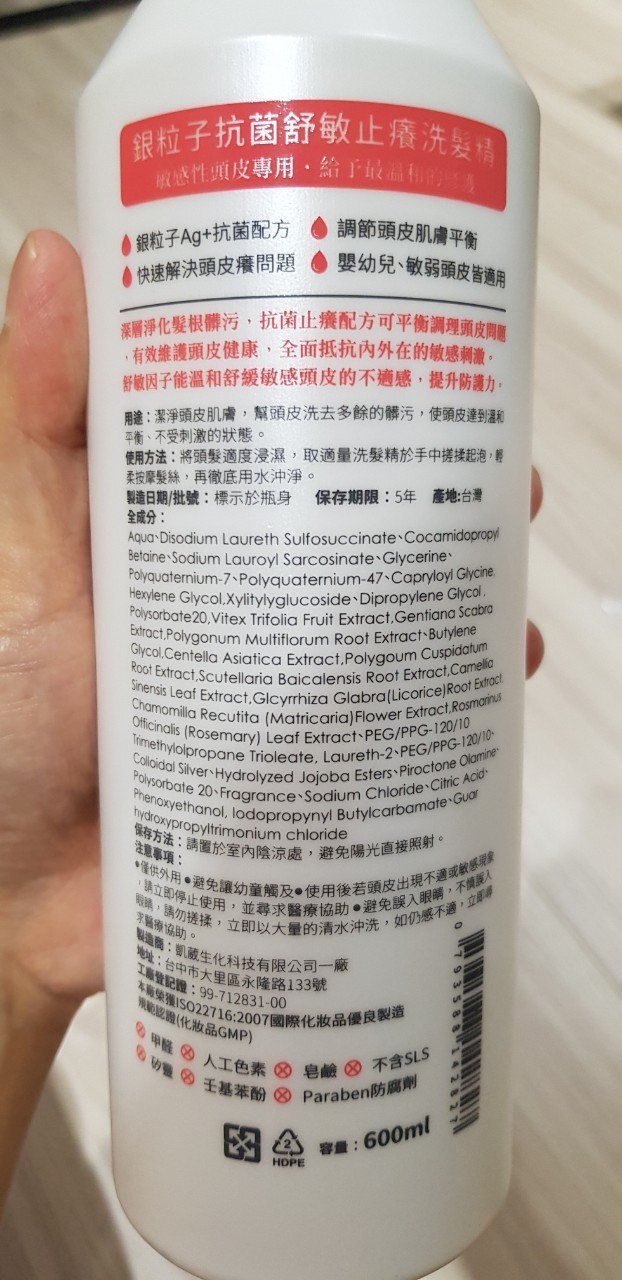 銀粒子抗菌舒敏止癢洗髮精
敏感性頭皮專用・給予最溫和的
銀粒子Ag+抗菌配方 調節頭皮肌膚平衡
快速解決頭皮癢問題 嬰幼兒、敏弱頭皮皆適用
深層淨化髮根髒污，抗菌止癢配方可平衡調理頭皮問題
，有效維護頭皮健康，全面抵抗內外在的敏感刺激。
舒敏因子能溫和舒緩敏感頭皮的不適感，提升防護力。
用途：潔淨頭皮肌膚，幫頭皮洗去多餘的髒污，使頭皮達到溫和
平衡、不受刺激的狀態。
使用方法：將頭髮適度浸濕，取適量洗髮精於手中搓揉起泡，輕
柔按摩髮絲，再徹底用水沖淨。
製造日期/批號：標示於瓶身 保存期限：5年 產地:台灣
全成分：
Aqua、Disodium Laureth Sulfosuccinate、Cocamidopropyl
Betaine、Sodium Lauroyl Sarcosinate、Glycerine、
Polyquaternium-7、Polyquaternium-47、Capryloyl Glycine,
Hexylene Glycol,Xylitylyglucoside、Dipropylene Glycol,
Polysorbate20,Vitex Trifolia Fruit Extract,Gentiana Scabra
Extract,Polygonum Multiflorum Root Extract、Butylene
Glycol,Centella Asiatica Extract,Polygoum Cuspidatum
Root Extract,Scutellaria Baicalensis Root Extract,Camellia
Sinensis Leaf Extract,Glcyrrhiza Glabra(Licorice)Root Extract,
Chamomilla Recutita (Matricaria)Flower Extract,Rosmarinus
Officinalis (Rosemary) Leaf Extract、PEG/PPG-120/10
Trimethylolpropane Trioleate, Laureth-2、PEG/PPG-120/10、
Colloidal Silver、Hydrolyzed Jojoba Esters、Piroctone Olamine、
Polysorbate 20、Fragrance、Sodium Chloride、Citric Acid、
Phenoxyethanol, Iodopropynyl Butylcarbamate、Guar
hydroxypropyltrimonium chloride
保存方法：請置於室內陰涼處，避免陽光直接照射。
注意事項：
●僅供外用●避免讓幼童觸及●使用後若頭皮出現不適或敏感現象
，請立即停止使用，並尋求醫療協助●避免誤入眼睛，不慎誤入
眼睛，請勿搓揉，立即以大量的清水沖洗，如仍感不適，立即尋
求醫療協助。
製造商：凱葳生化科技有限公司一廠
地址：台中市大里區永隆路133號
工廠登記證：99-712831-00
本廠榮獲ISO22716:2007國際化妝品優良製造
規範認證(化妝品GMP)
甲醛 人工色素 皂鹼 不含SLS
矽靈 壬基苯酚 Paraben防腐劑
2
HDPE
容量：600ml
0 793588 142827